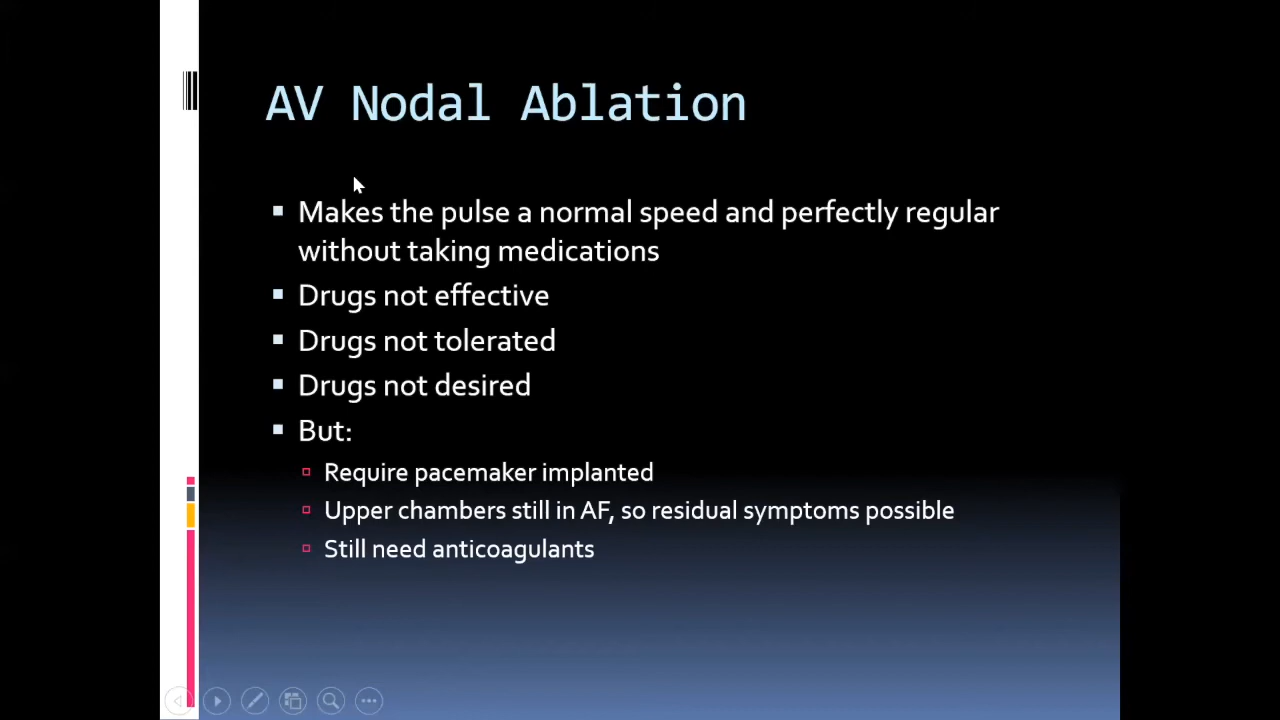 AV Nodal Ablation
Makes the pulse a normal speed and perfectly regular
without taking medications
Drugs not effective
Drugs not tolerated
Drugs not desired
But:
Require pacemaker implanted
Upper chambers still in AF, so residual symptoms possible
Still need anticoagulants